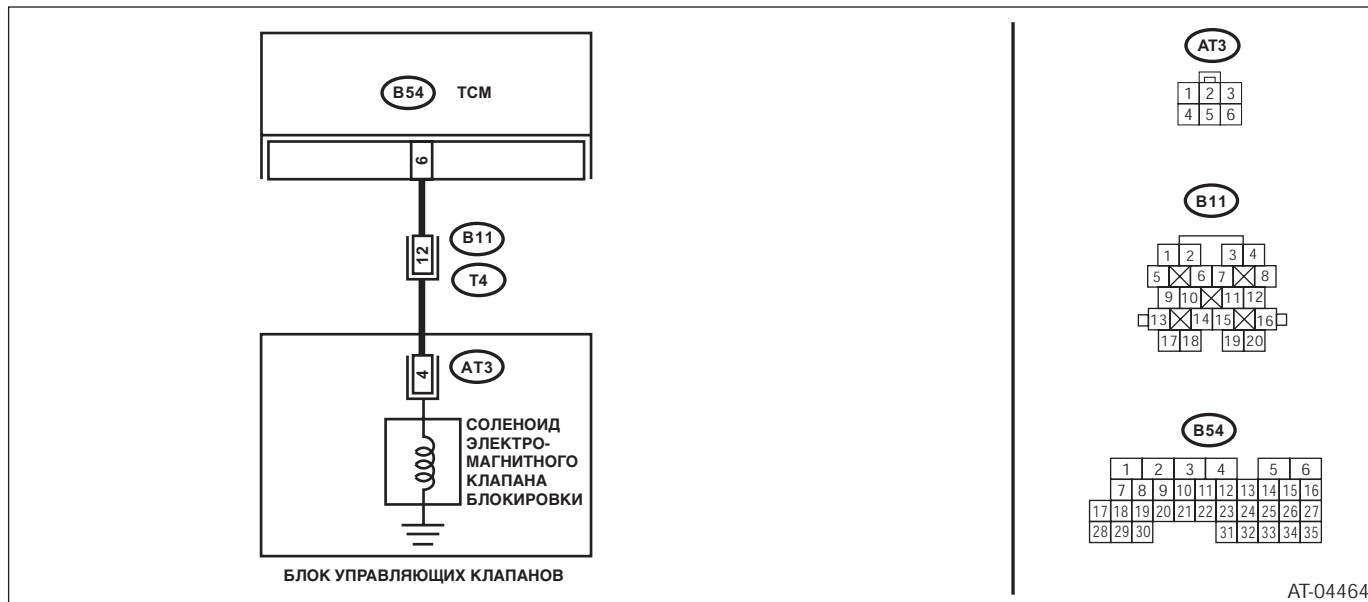 B54 TCM
6
12
B11
T4
4
AT3
СОЛЕНОИД
ЭЛЕКТРО-
МАГНИТНОГО
КЛАПАНА
БЛОКИРОВКИ
БЛОК УПРАВЛЯЮЩИХ КЛАПАНОВ
AT3
1 2 3
4 5 6
B11
1 2 3 4
5 6 7 8
9 10 11 12
13 14 15 16
17 18 19 20
B54
1 2 3 4 5 6
7 8 9 10 11 12 13 14 15 16
17 18 19 20 21 22 23 24 25 26 27
28 29 30 31 32 33 34 35
AT-04464